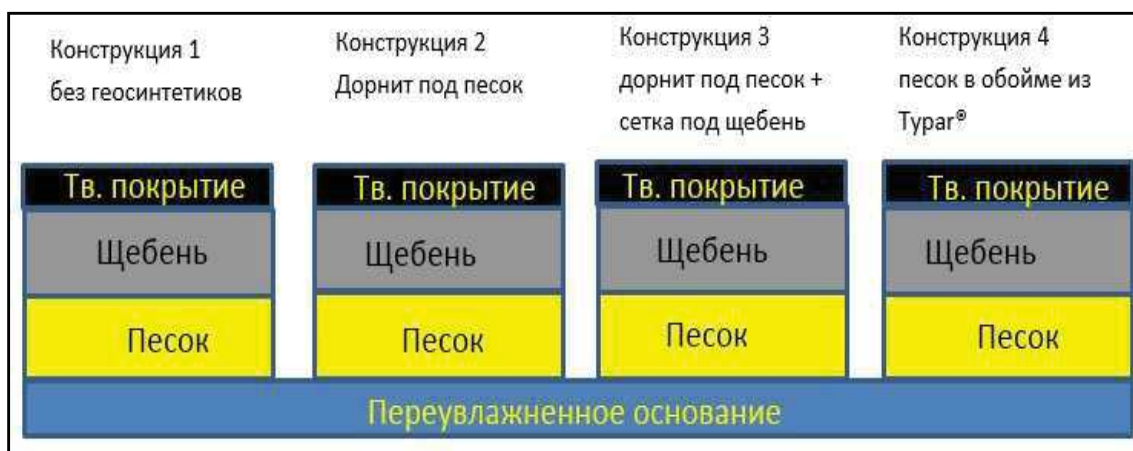 Конструкция 1
без геосинтетиков
Конструкция 2
Дорнит под песок
Конструкция 3
дорнит под песок +
сетка под щебень
Конструкция 4
песок в обойме из
Typar®
Тв. покрытие
Тв. покрытие
Тв. покрытие
Тв. покрытие
Щебень
Щебень
Щебень
Щебень
Песок
Песок
Песок
Песок
Переувлажненное основание